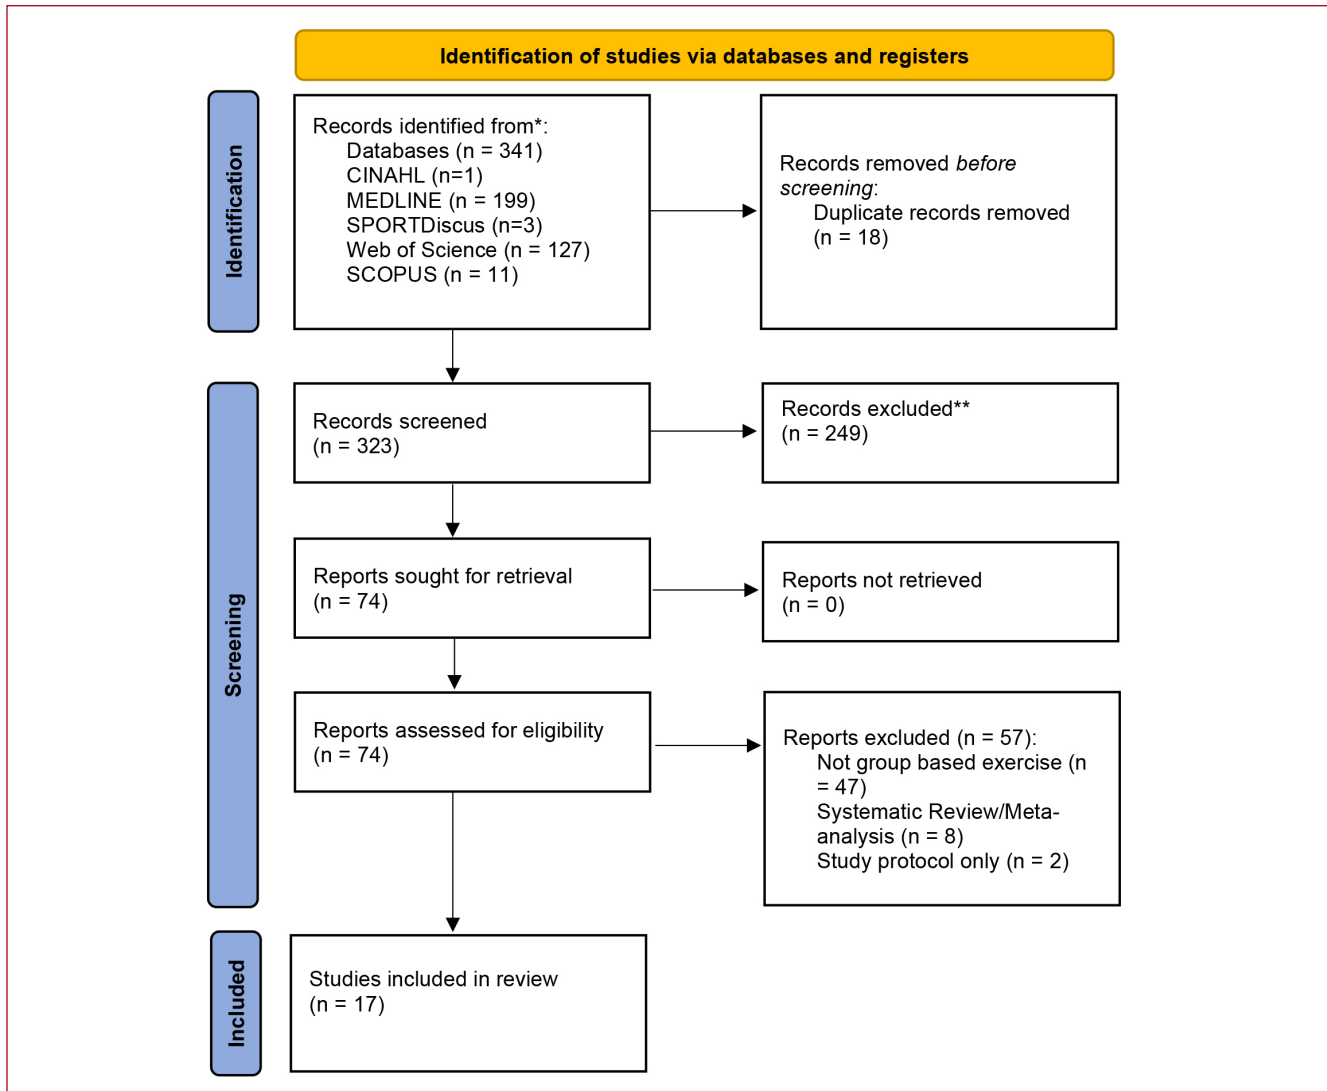 Identification of studies via databases and registers
Identification
Records identified from*:
Databases (n = 341)
CINAHL (n=1)
MEDLINE (n = 199)
SPORTDiscus (n=3)
Web of Science (n = 127)
SCOPUS (n = 11)
Records removed before
screening:
Duplicate records removed
(n = 18)
Screening
Records screened
(n = 323)
Records excluded**
(n = 249)
Reports sought for retrieval
(n = 74)
Reports not retrieved
(n = 0)
Reports assessed for eligibility
(n = 74)
Reports excluded (n = 57):
Not group based exercise (n
= 47)
Systematic Review/Meta-
analysis (n = 8)
Study protocol only (n = 2)
Included
Studies included in review
(n = 17)